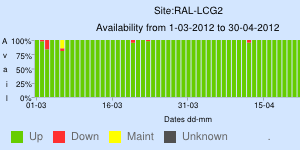 Site:RAL-LCG2
Availability from 1-03-2012 to 30-04-2012
Avail
100%
75%
50%
25%
0%
01-03 16-03 31-03 15-04
Dates dd-mm
Up Down Maint Unknown .